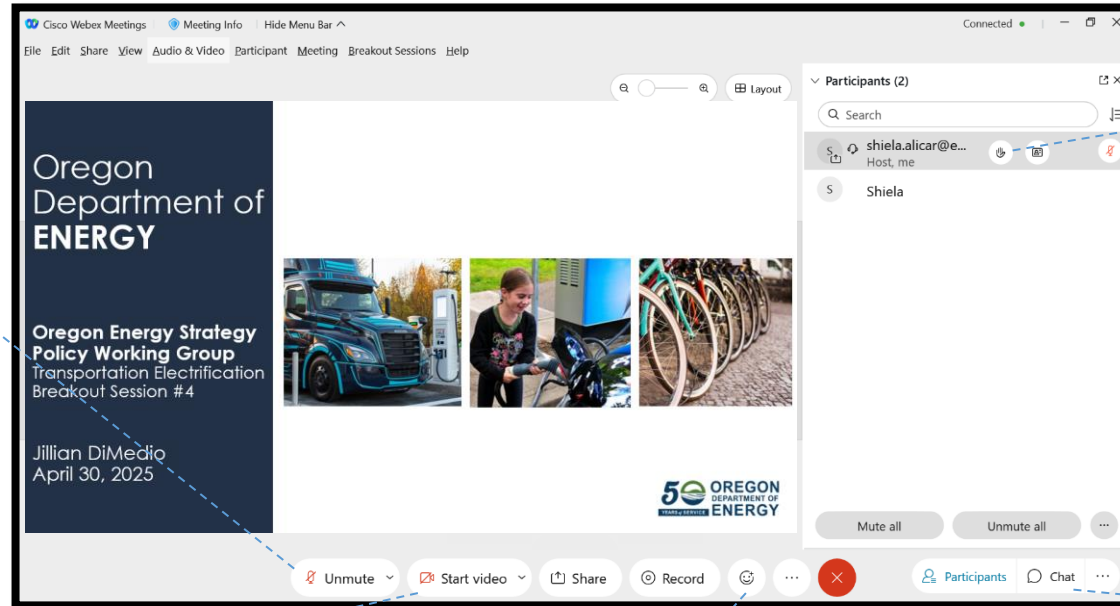 Cisco Webex Meetings Meeting Info Hide Menu Bar Connected
File Edit Share View Audio & Video Participant Meeting Breakout Sessions Help
Layout
Participants (2)
Search
S shiela.alicar@e...
Host, me
S Shiela
Oregon
Department of
ENERGY
Oregon Energy Strategy
Policy Working Group
Transportation Electrification
Breakout Session #4
Jillian DiMedio
April 30, 2025
50 OREGON
DEPARTMENT OF
YEARS of SERVICE ENERGY
Mute all Unmute all ...
Unmute Start video Share Record ... Participants Chat ...